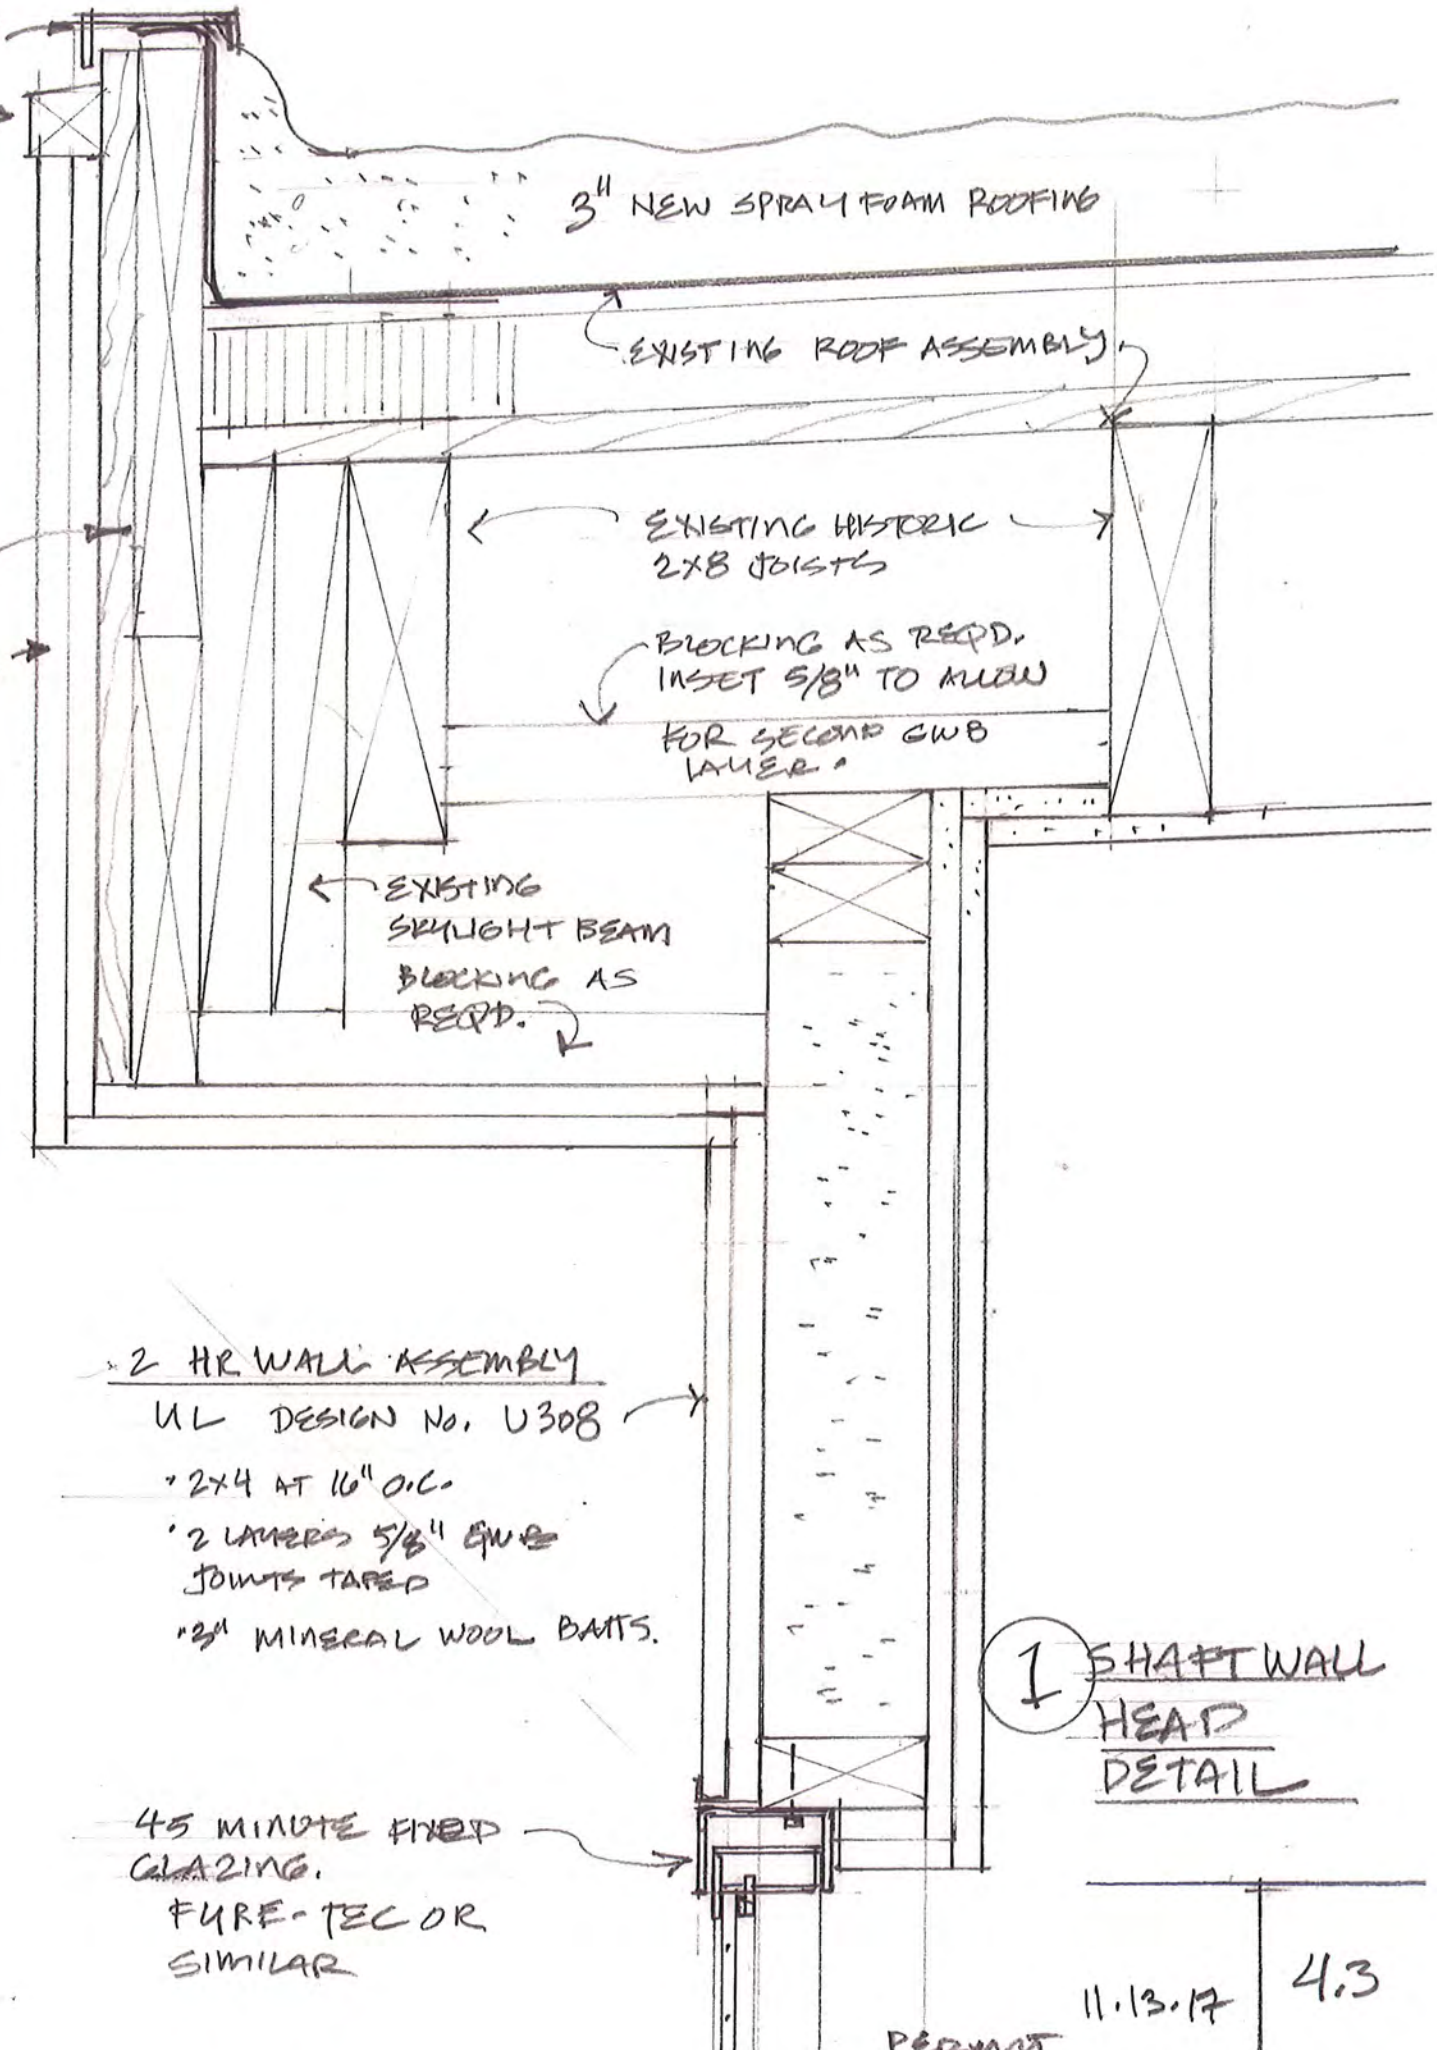 3" NEW SPRAY FOAM ROOFING
EXISTING ROOF ASSEMBLY.
EXISTING HISTORIC
2X8 JOISTS
BLOCKING AS REQD.
INSET 5/8" TO ALLOW
FOR SECOND GWB
LAYER.
EXISTING
SKYLIGHT BEAM
BLOCKING AS
REQD.
2 HR WALL ASSEMBLY
UL DESIGN No. U308
• 2X4 AT 16" O.C.
• 2 LAYERS 5/8" GWB
JOINTS TAPED
• 3" MINERAL WOOL BATTS.
1 SHAFT WALL
HEAD
DETAIL
45 MINUTE FIXED
GLAZING.
FYRE-TEC OR
SIMILAR
11.13.17
4.3
PERMIT